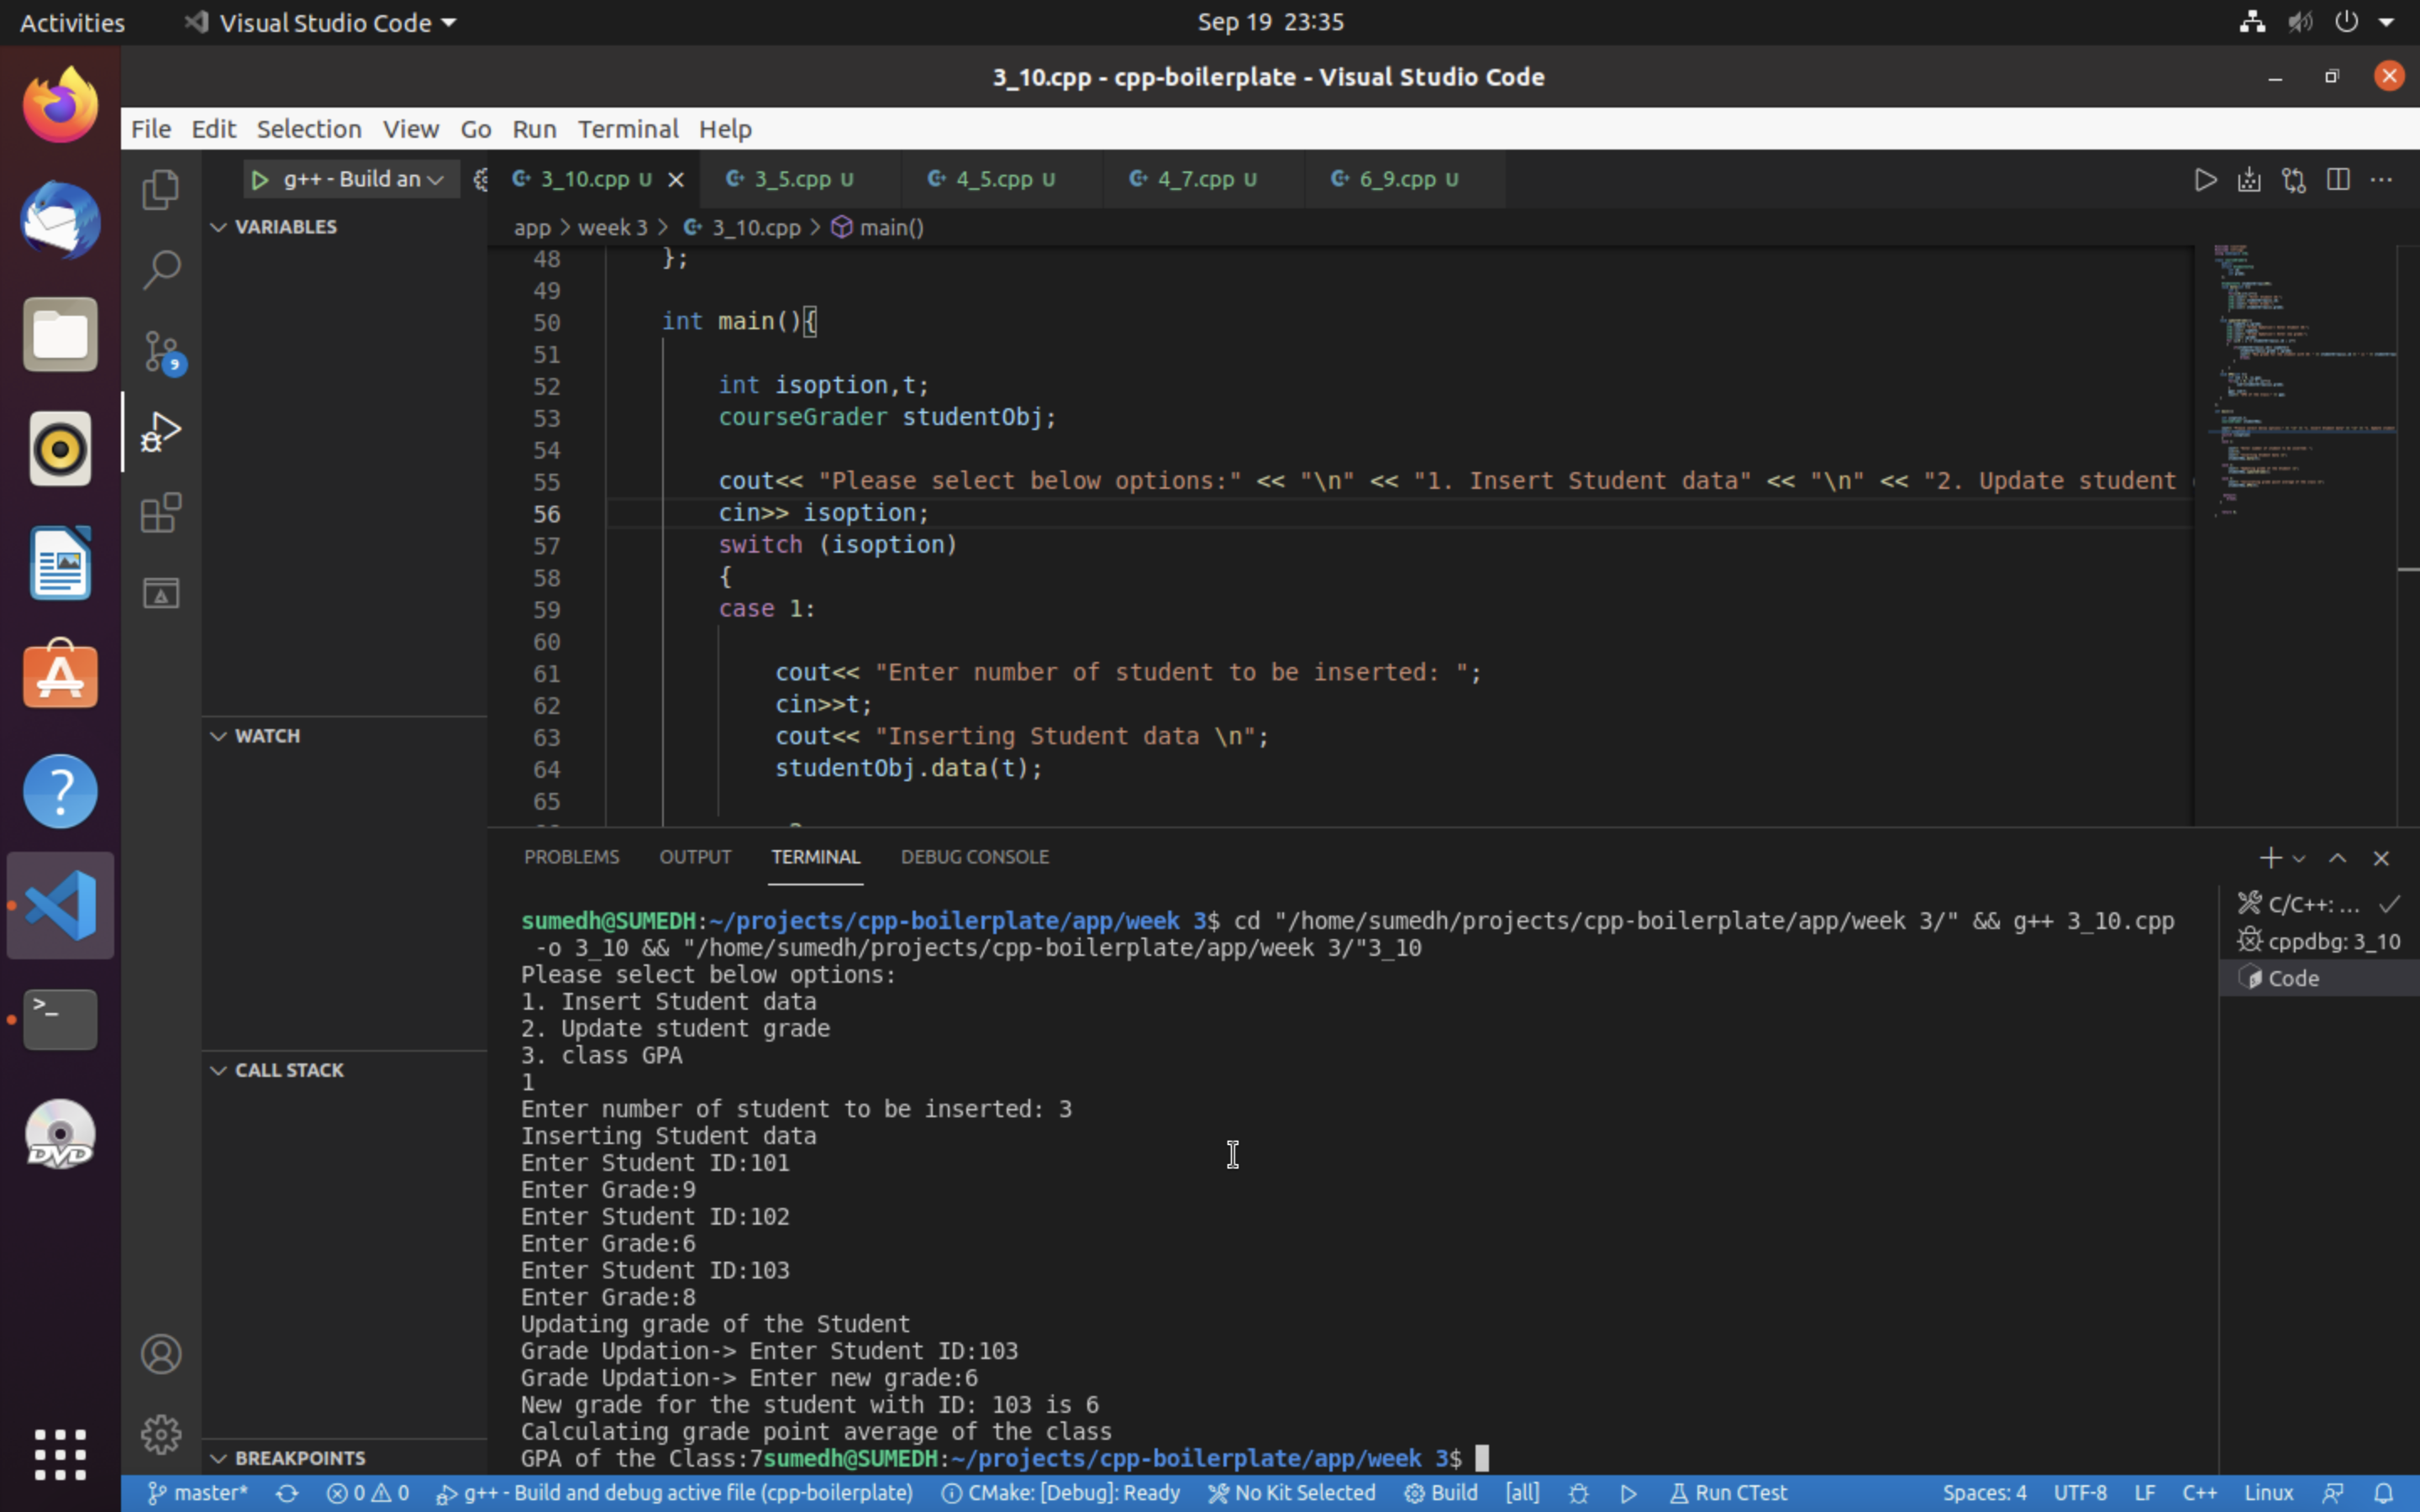 Activities
Visual Studio Code
Sep 19 23:35
3_10.cpp - cpp-boilerplate - Visual Studio Code
File Edit Selection View Go Run Terminal Help
g++ - Build an
3_10.cpp U
3_5.cpp U
4_5.cpp U
4_7.cpp U
6_9.cpp U
VARIABLES
app > week 3 > 3_10.cpp > main()
48 };
49
50 int main(){
51
52 int isoption,t;
53 courseGrader studentObj;
54
55 cout<< "Please select below options:" << "\n" << "1. Insert Student data" << "\n" << "2. Update student
56 cin>> isoption;
57 switch (isoption)
58 {
59 case 1:
60
61 cout<< "Enter number of student to be inserted: ";
62 cin>>t;
63 cout<< "Inserting Student data \n";
64 studentObj.data(t);
65
9
WATCH
CALL STACK
BREAKPOINTS
PROBLEMS OUTPUT TERMINAL DEBUG CONSOLE
sumedh@SUMEDH:~/projects/cpp-boilerplate/app/week 3$ cd "/home/sumedh/projects/cpp-boilerplate/app/week 3/" && g++ 3_10.cpp
-o 3_10 && "/home/sumedh/projects/cpp-boilerplate/app/week 3/"3_10
Please select below options:
1. Insert Student data
2. Update student grade
3. class GPA
1
Enter number of student to be inserted: 3
Inserting Student data
Enter Student ID:101
Enter Grade:9
Enter Student ID:102
Enter Grade:6
Enter Student ID:103
Enter Grade:8
Updating grade of the Student
Grade Updation-> Enter Student ID:103
Grade Updation-> Enter new grade:6
New grade for the student with ID: 103 is 6
Calculating grade point average of the class
GPA of the Class:7sumedh@SUMEDH:~/projects/cpp-boilerplate/app/week 3$
C/C++: ...
cppdbg: 3_10
Code
DVD
master* 0 0 g++ - Build and debug active file (cpp-boilerplate) CMake: [Debug]: Ready No Kit Selected Build [all] Run CTest Spaces: 4 UTF-8 LF C++ Linux